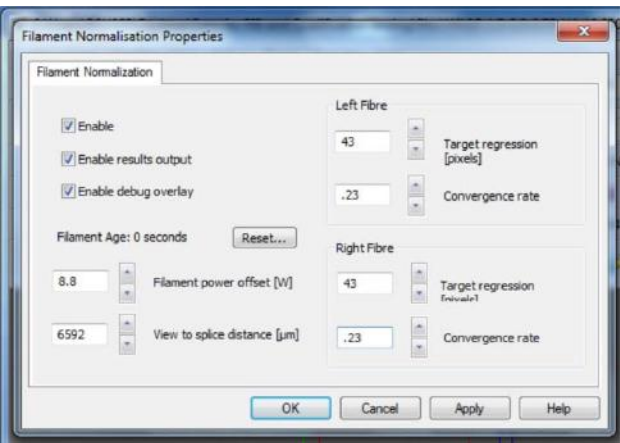 Filament Normalisation Properties
Filament Normalization
Enable
Enable results output
Enable debug overlay
Filament Age: 0 seconds
Reset...
8.8
Filament power offset [W]
6592
View to splice distance [µm]
Left Fibre
43
Target regression
[pixels]
.23
Convergence rate
Right Fibre
43
Target regression
[pixels]
.23
Convergence rate
OK
Cancel
Apply
Help